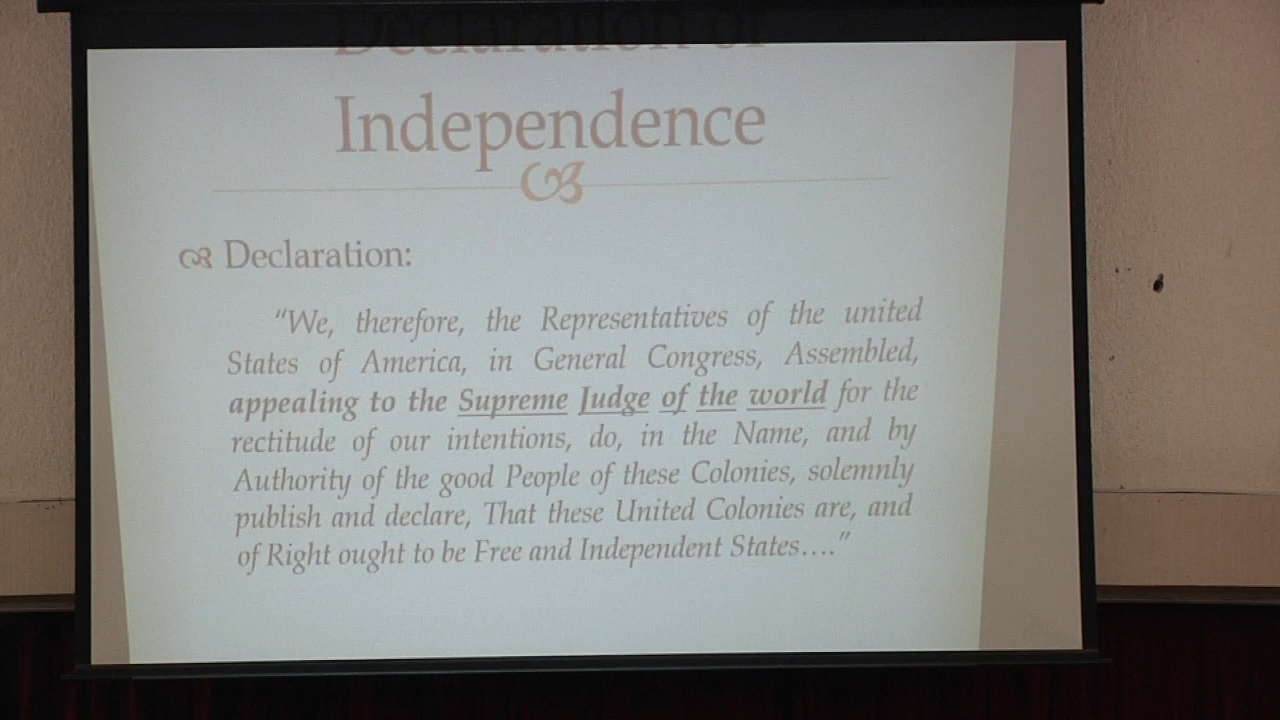 Declaration of
Independence
Declaration:
“We, therefore, the Representatives of the united
States of America, in General Congress, Assembled,
appealing to the Supreme Judge of the world for the
rectitude of our intentions, do, in the Name, and by
Authority of the good People of these Colonies, solemnly
publish and declare, That these United Colonies are, and
of Right ought to be Free and Independent States….”